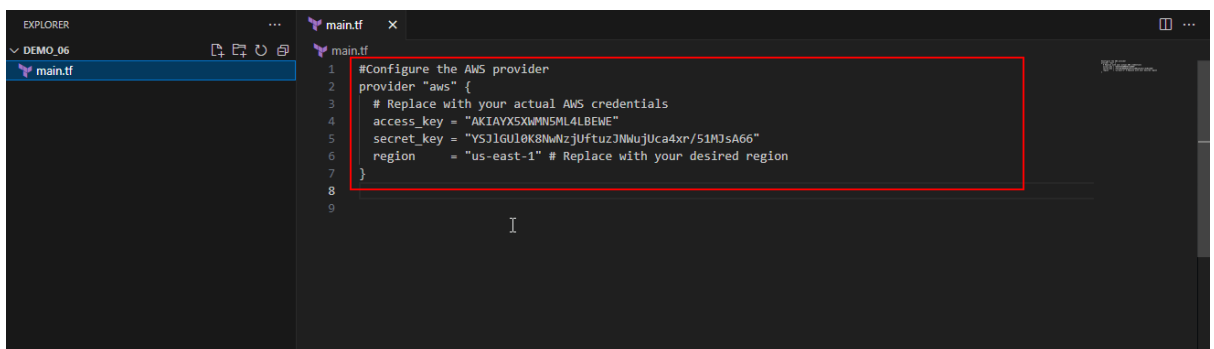 EXPLORER
main.tf
DEMO_06
main.tf
main.tf
1 #Configure the AWS provider
2 provider "aws" {
3 # Replace with your actual AWS credentials
4 access_key = "AKIAYX5XWMN5ML4LBEWE"
5 secret_key = "YSJlGUl0K8NwNzjUftuzJNWujUca4xr/51MJsA66"
6 region = "us-east-1" # Replace with your desired region
7 }
8
9